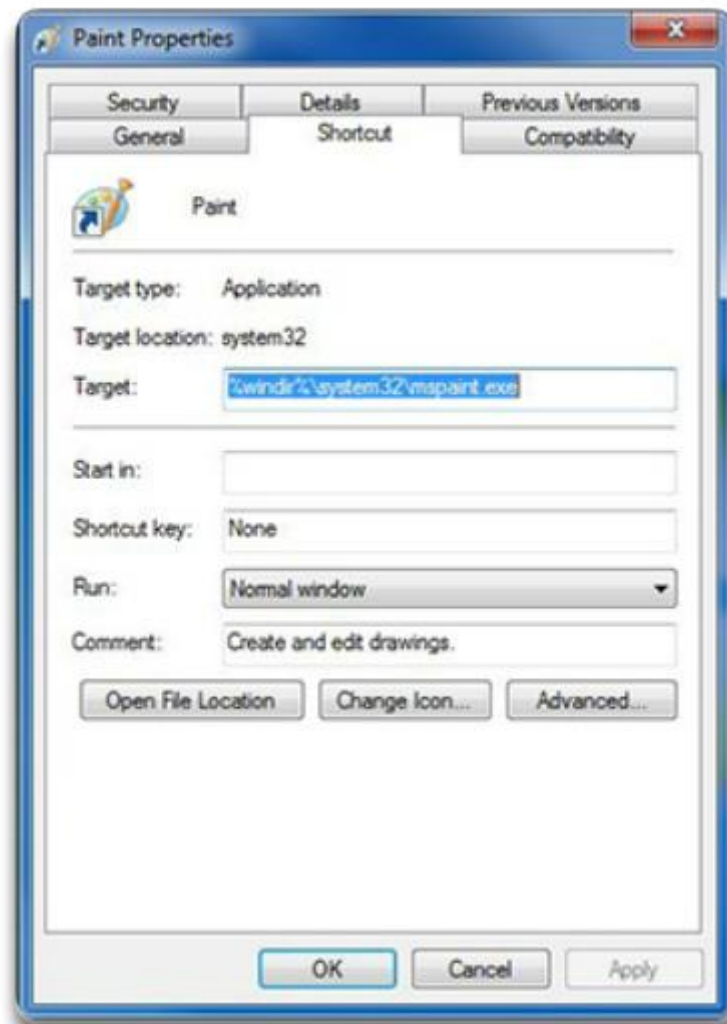 Paint Properties
Security Details Previous Versions
General Shortcut Compatibility
Paint
Target type: Application
Target location: system32
Target: %windir%\system32\mspaint.exe
Start in:
Shortcut key: None
Run: Normal window
Comment: Create and edit drawings.
Open File Location Change Icon... Advanced...
OK Cancel Apply